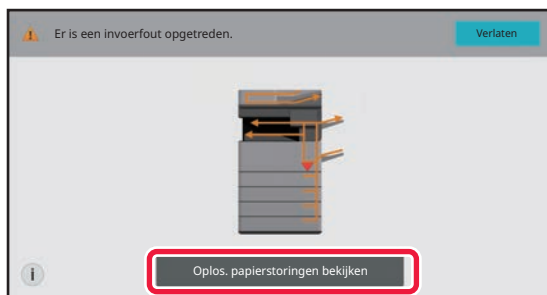 Er is een invoerfout opgetreden.
Verlaten
Oplos. papierstoringen bekijken
i